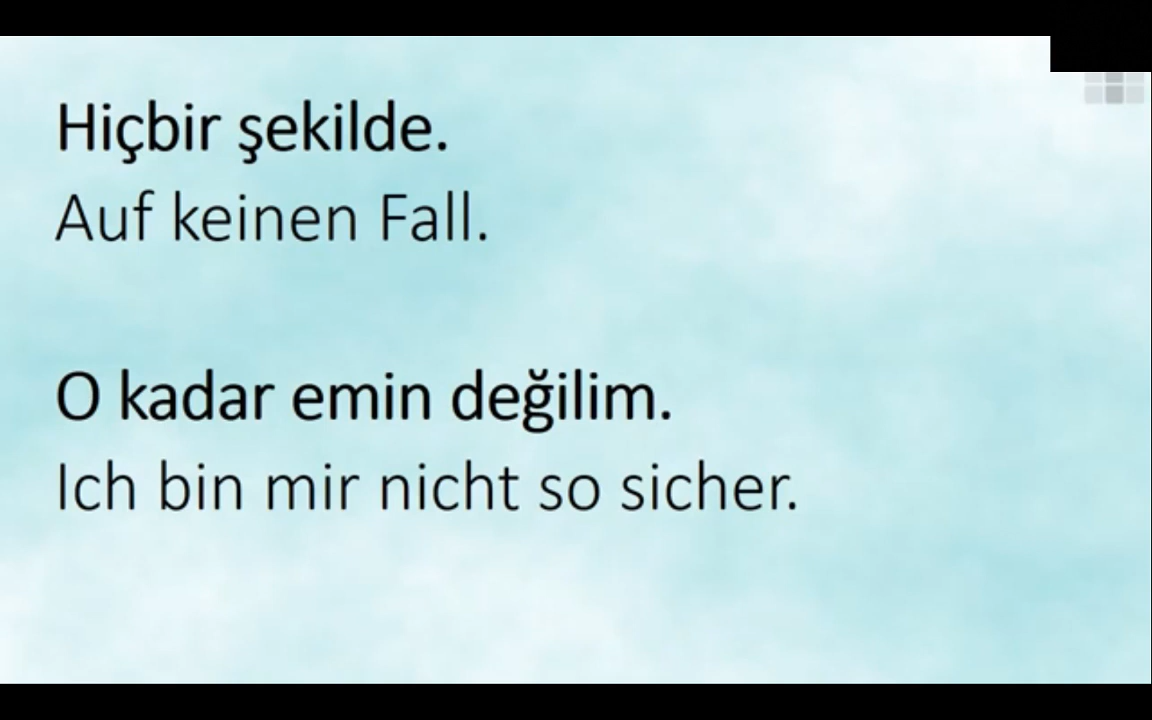 Hiçbir şekilde.
Auf keinen Fall.
O kadar emin değilim.
Ich bin mir nicht so sicher.